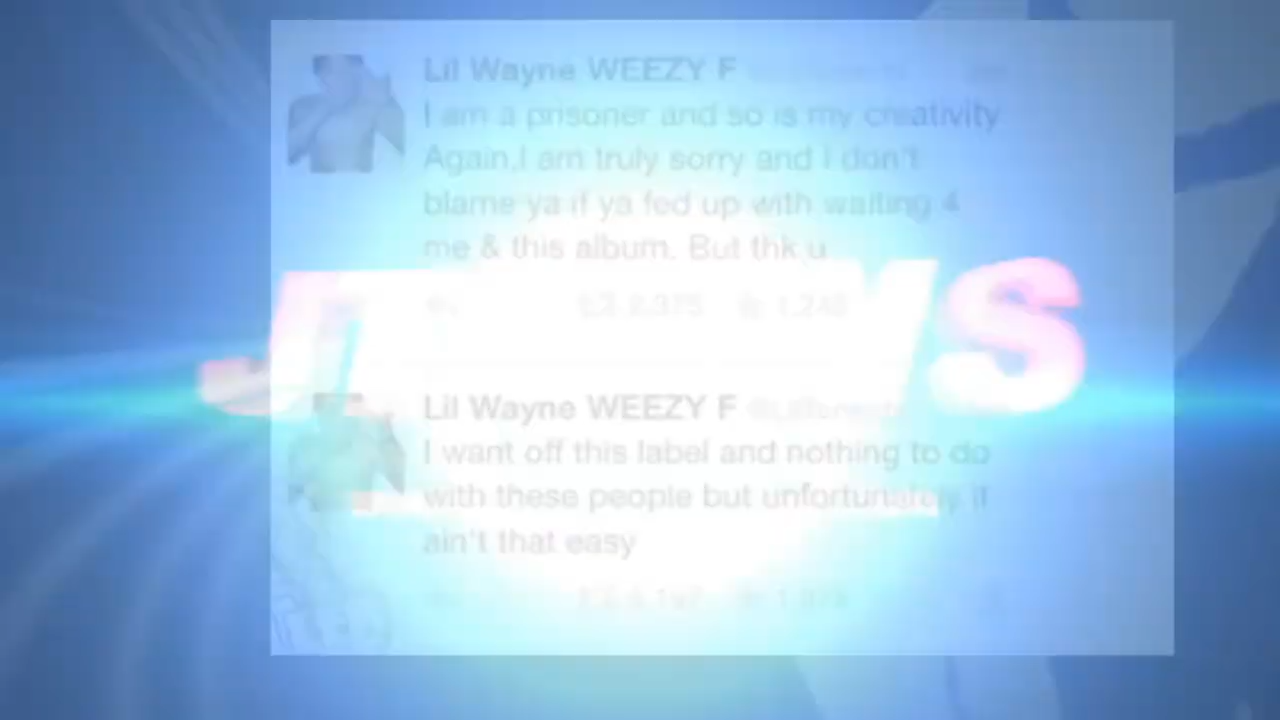 Lil Wayne WEEZY F
I am a prisoner and so is my creativity
Again,I am truly sorry and I don't
blame ya if ya fed up with waiting 4
me & this album. But thk u
Lil Wayne WEEZY F
I want off this label and nothing to do
with these people but unfortunately it
ain't that easy